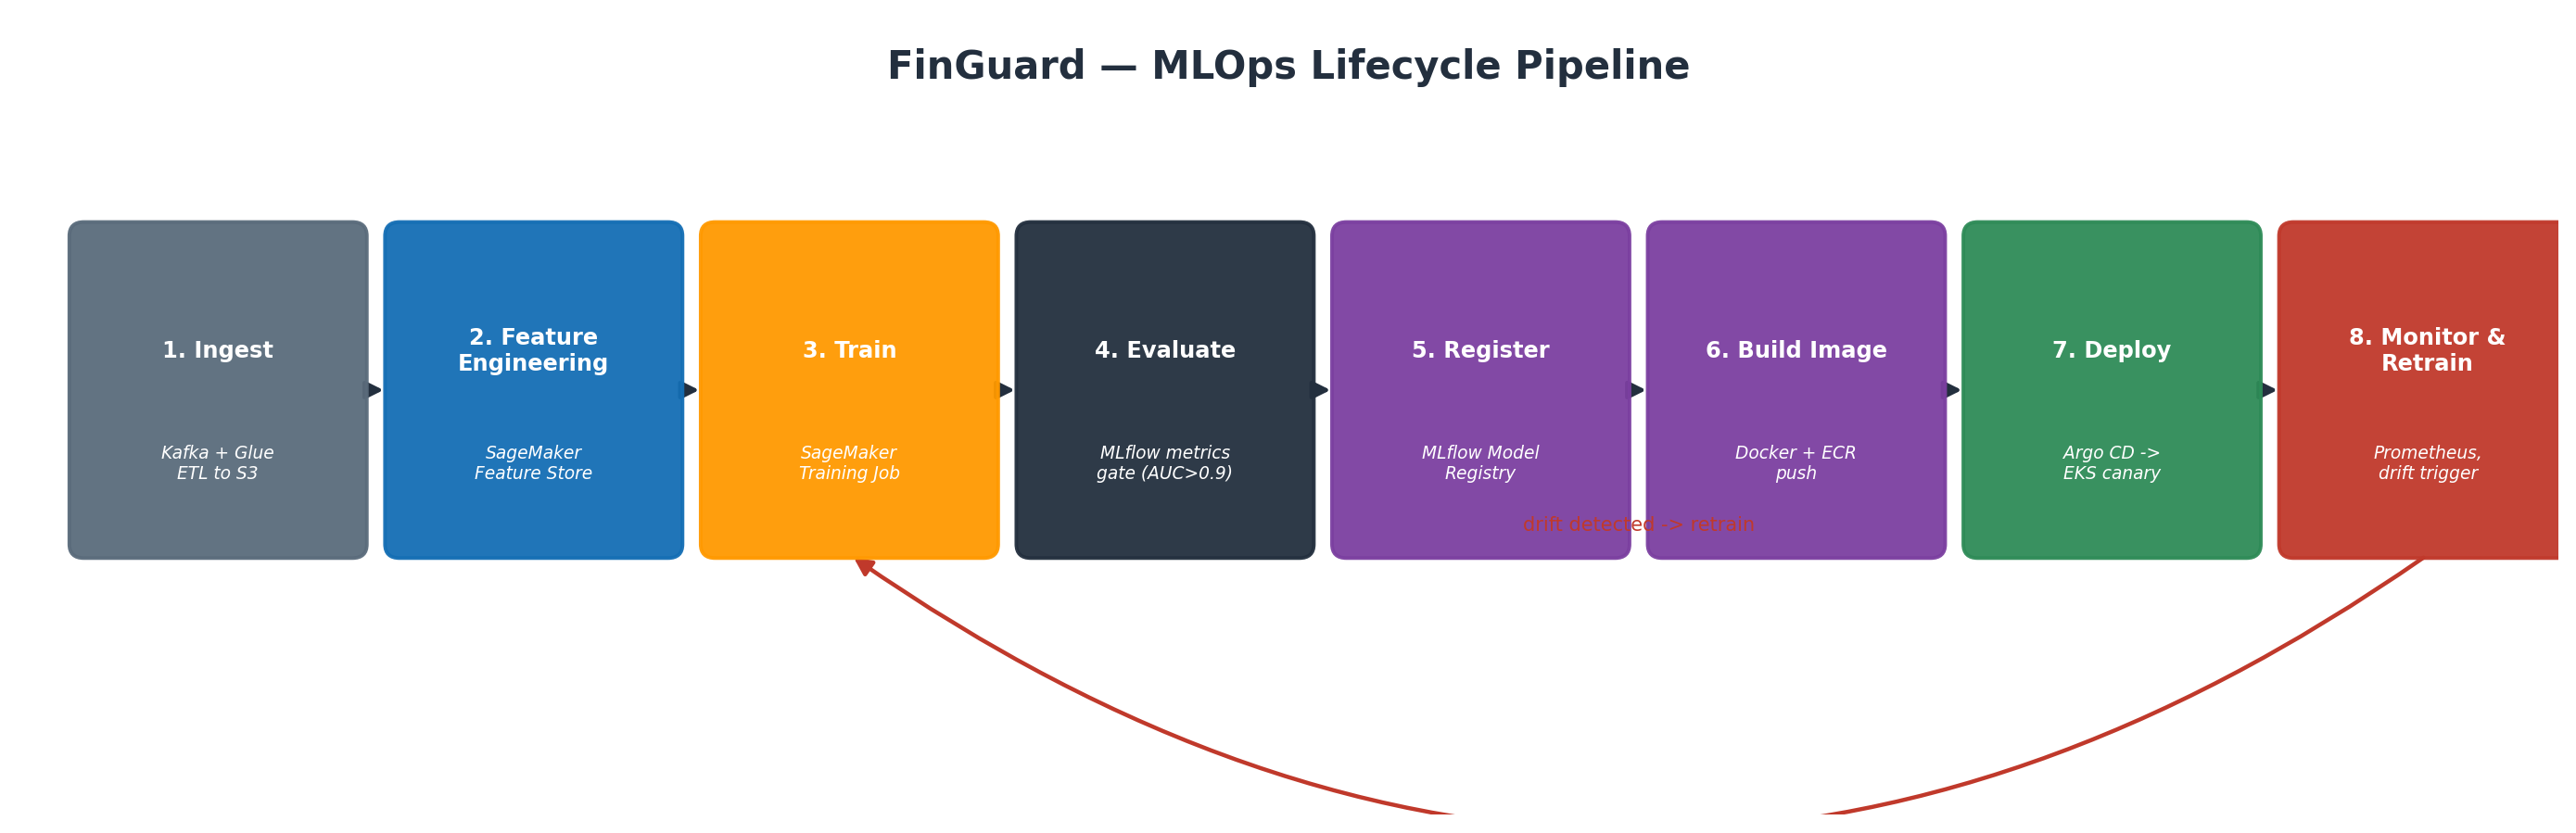 FinGuard — MLOps Lifecycle Pipeline
1. Ingest
Kafka + Glue
ETL to S3
2. Feature
Engineering
SageMaker
Feature Store
3. Train
SageMaker
Training Job
4. Evaluate
MLflow metrics
gate (AUC>0.9)
5. Register
MLflow Model
Registry
6. Build Image
Docker + ECR
push
7. Deploy
Argo CD ->
EKS canary
8. Monitor &
Retrain
Prometheus,
drift trigger
drift detected -> retrain